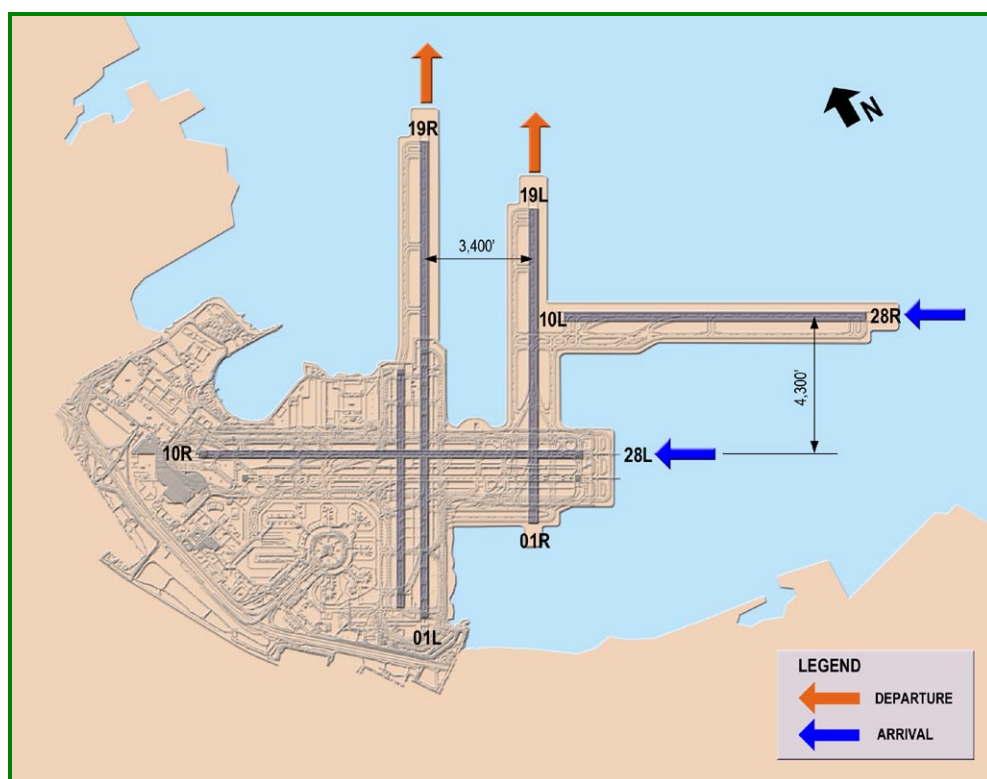 N
19R
19L
3,400'
10L
28R
4,300'
10R
28L
01R
01L
LEGEND
DEPARTURE
ARRIVAL